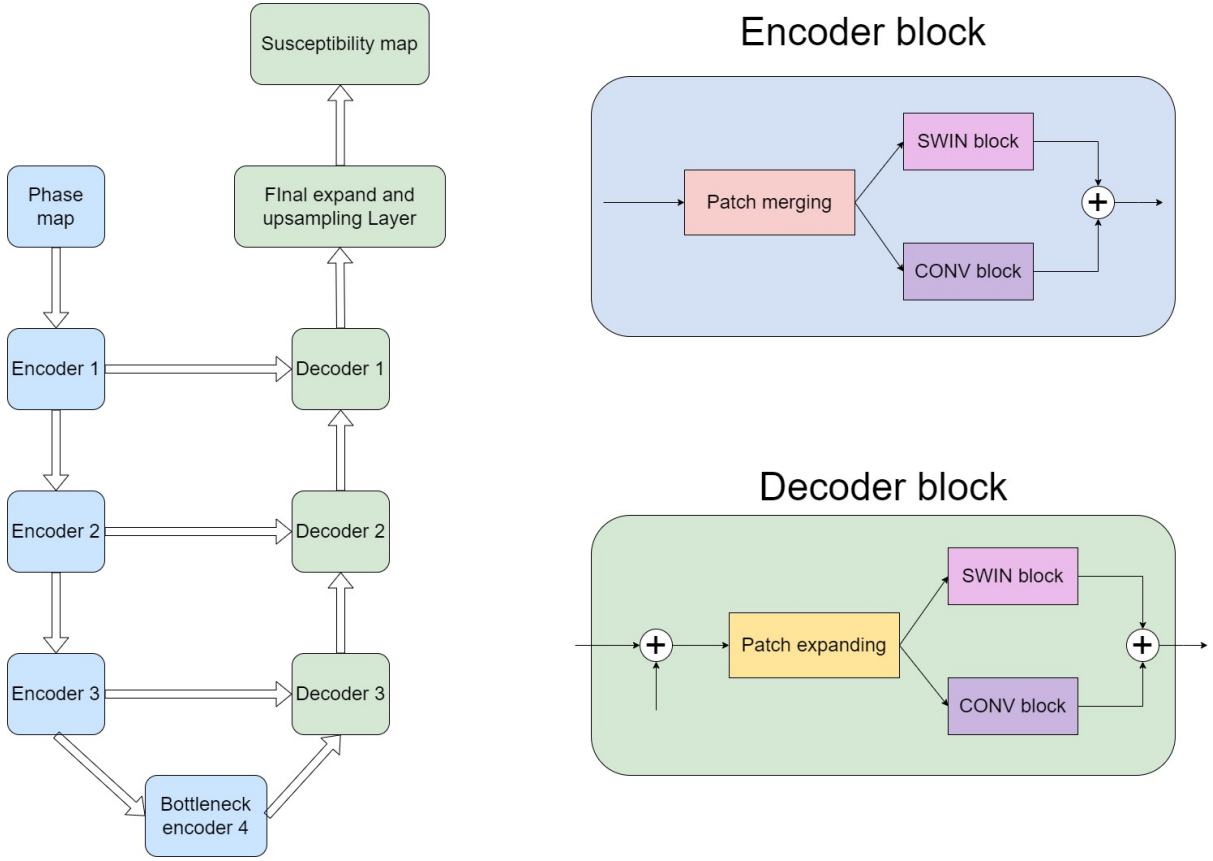 Susceptibility map
Phase
map
FInal expand and
upsampling Layer
Encoder 1
Decoder 1
Encoder 2
Decoder 2
Encoder 3
Decoder 3
Bottleneck
encoder 4
Encoder block
Patch merging
SWIN block
CONV block
+
Decoder block
+
Patch expanding
SWIN block
CONV block
+